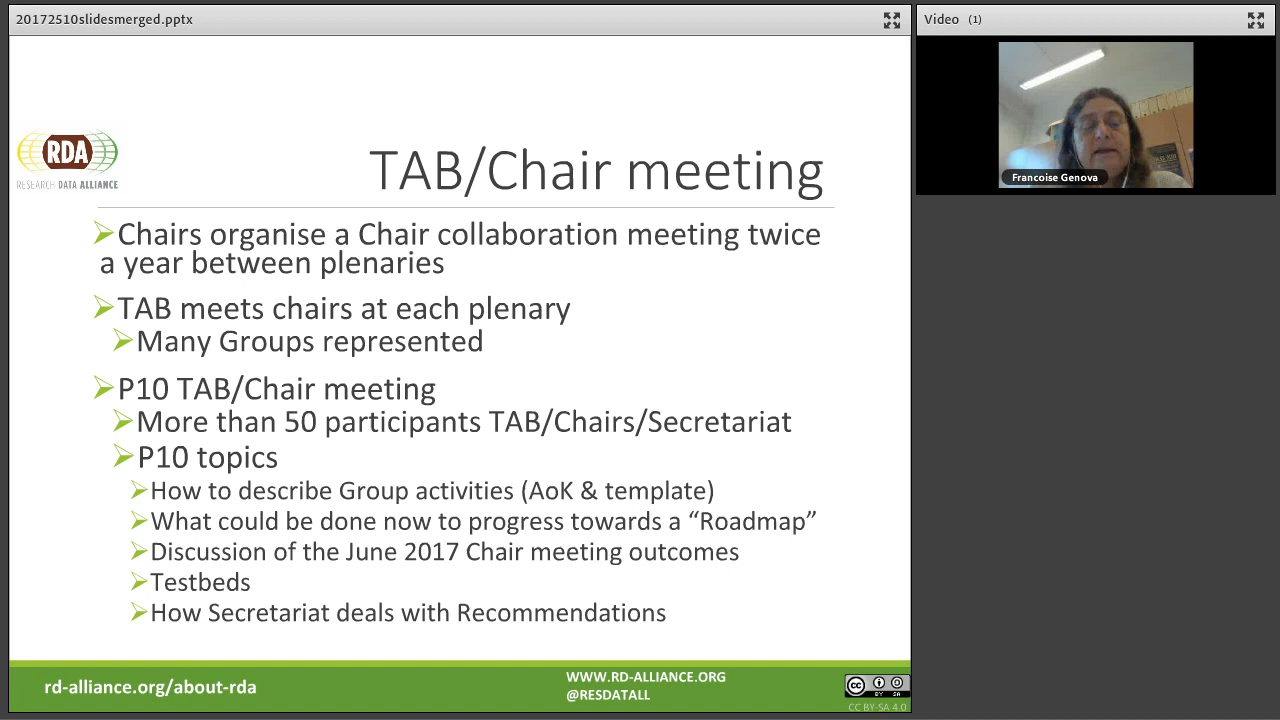 20172510slidesmerged.pptx
Video (1)
RDA
RESEARCH DATA ALLIANCE
TAB/Chair meeting
Chairs organise a Chair collaboration meeting twice
a year between plenaries
TAB meets chairs at each plenary
Many Groups represented
P10 TAB/Chair meeting
More than 50 participants TAB/Chairs/Secretariat
P10 topics
How to describe Group activities (AoK & template)
What could be done now to progress towards a “Roadmap”
Discussion of the June 2017 Chair meeting outcomes
Testbeds
How Secretariat deals with Recommendations
Francoise Genova
rd-alliance.org/about-rda
WWW.RD-ALLIANCE.ORG
@RESDATALL
cc BY SA
CC BY-SA 4.0